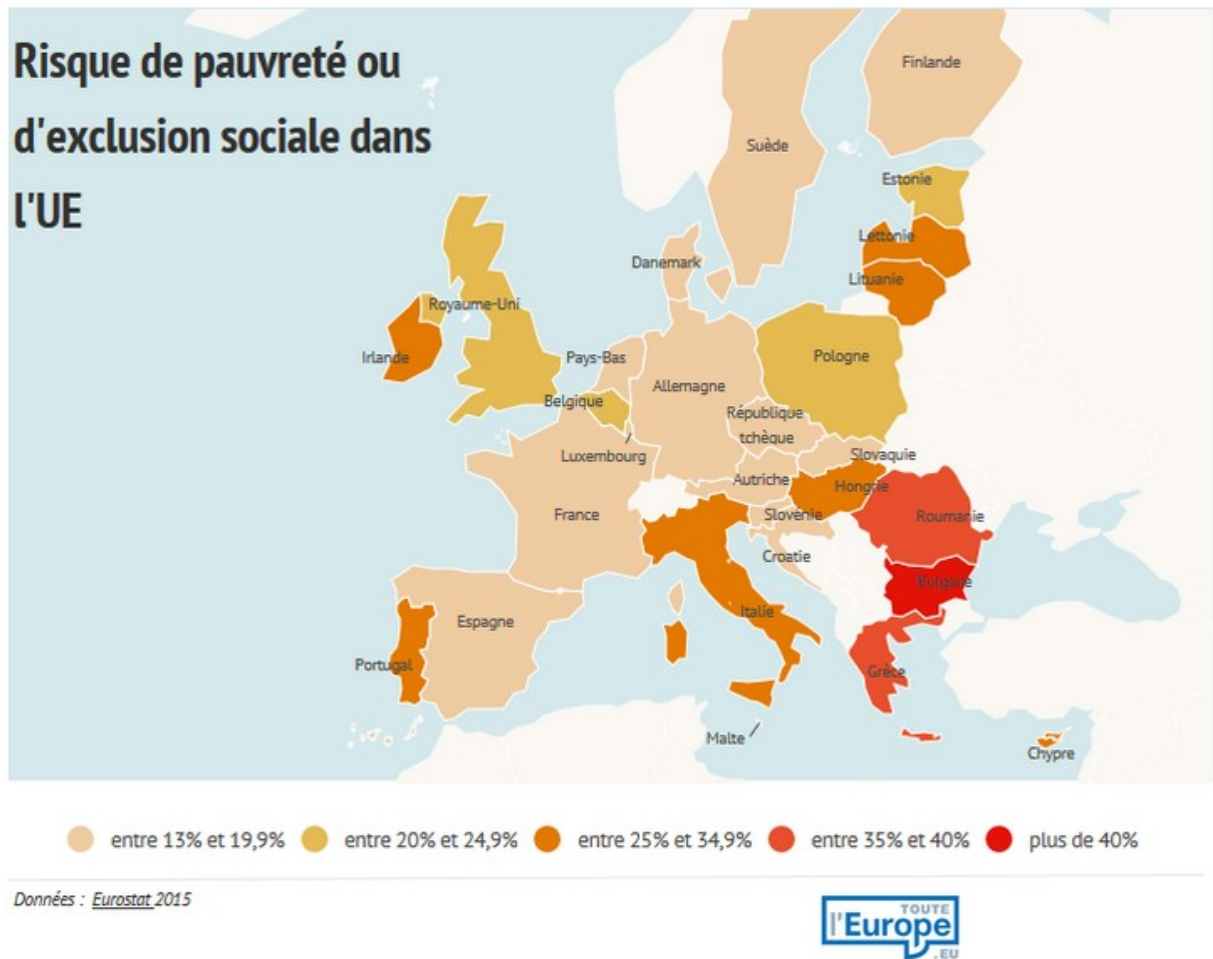 Risque de pauvreté ou
d'exclusion sociale dans
l'UE
Finlande
Suède
Estonie
Lettonie
Danemark
Lituanie
Royaume-Uni
Irlande
Pays-Bas
Pologne
Allemagne
Belgique
République
tchèque
Luxembourg
Slovaquie
Autriche
Hongrie
France
Slovénie
Roumanie
Croatie
Bulgarie
Italie
Espagne
Portugal
Grèce
Malte
Chypre
entre 13% et 19,9% entre 20% et 24,9% entre 25% et 34,9% entre 35% et 40% plus de 40%
Données : Eurostat 2015
TOUTE
l'Europe
.EU